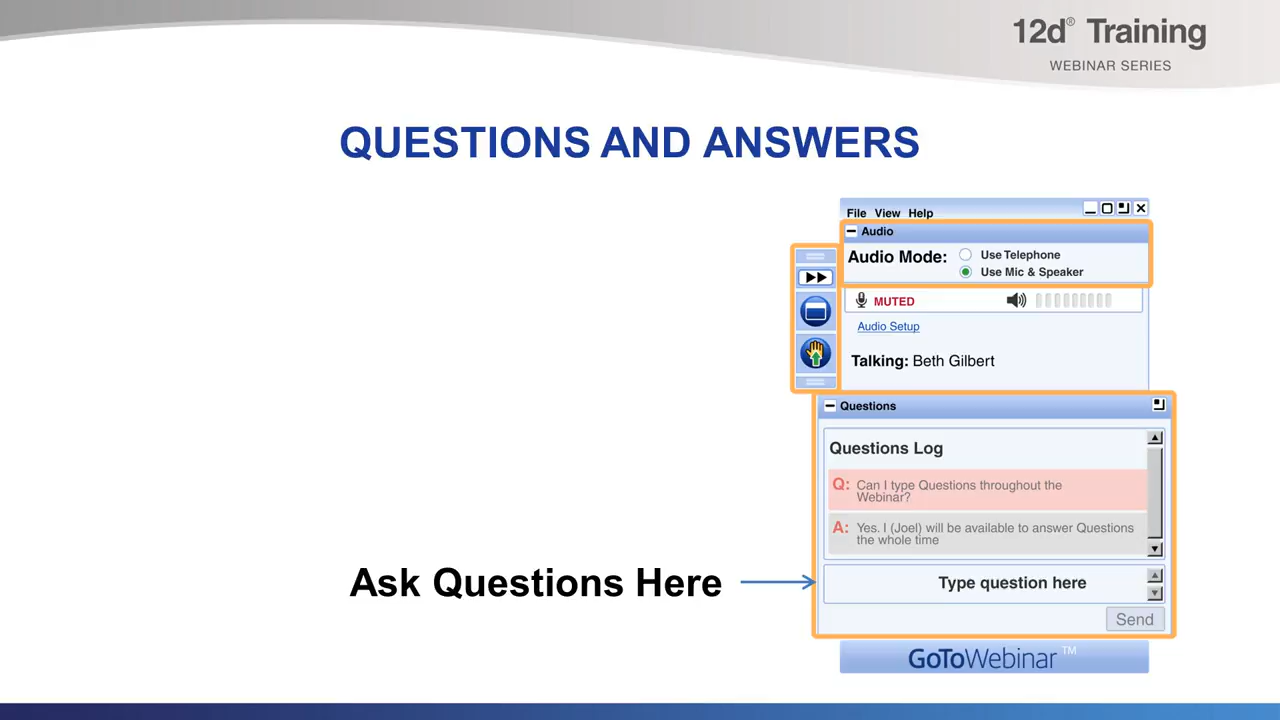 12d® Training
WEBINAR SERIES
QUESTIONS AND ANSWERS
File View Help
Audio
Audio Mode:
Use Telephone
Use Mic & Speaker
MUTED
Audio Setup
Talking: Beth Gilbert
Questions
Questions Log
Q: Can I type Questions throughout the
Webinar?
A: Yes. I (Joel) will be available to answer Questions
the whole time
Ask Questions Here
Type question here
Send
GoToWebinar™